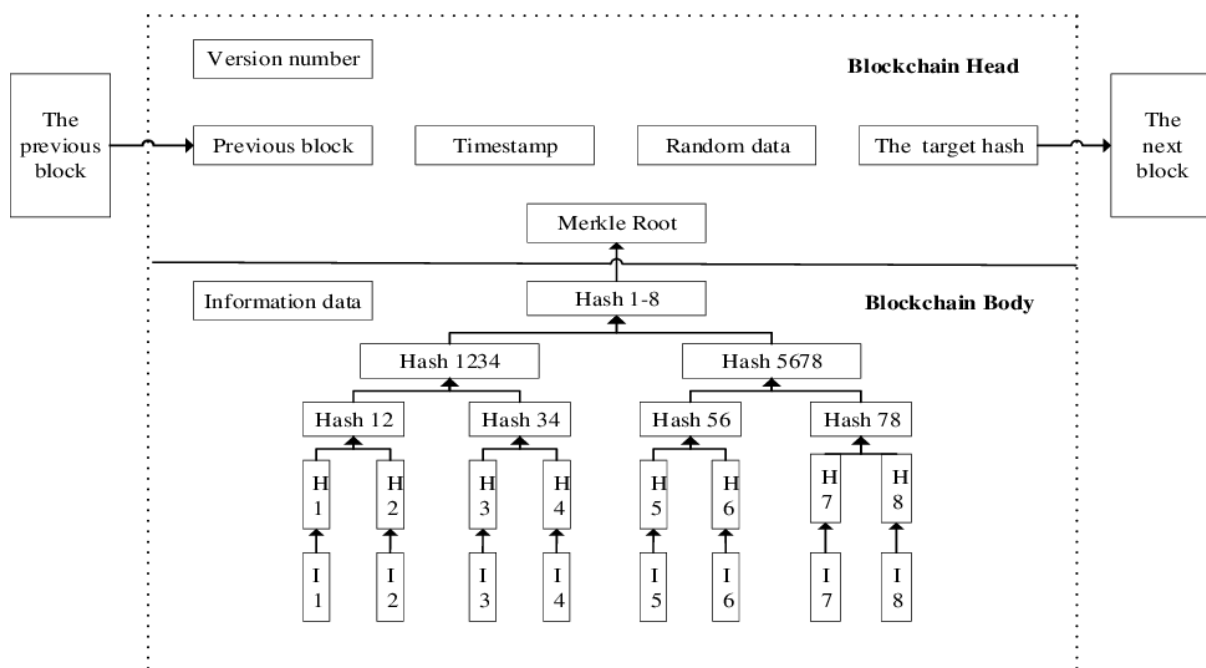 Version number
Blockchain Head
The
previous
block
Previous block
Timestamp
Random data
The target hash
The
next
block
Merkle Root
Information data
Hash 1-8
Blockchain Body
Hash 1234
Hash 5678
Hash 12
Hash 34
Hash 56
Hash 78
H
1
H
2
H
3
H
4
H
5
H
6
H
7
H
8
I
1
I
2
I
3
I
4
I
5
I
6
I
7
I
8